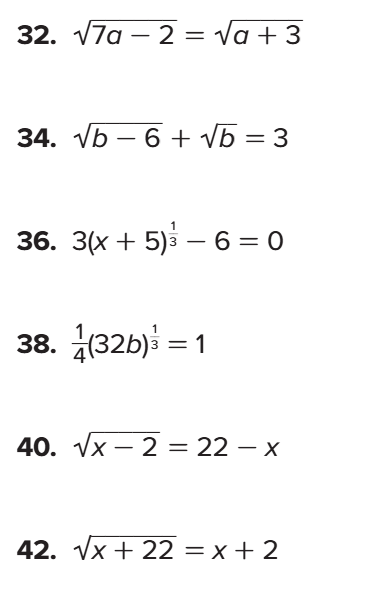 32. √(7a − 2) = √(a + 3)
34. √(b − 6) + √b = 3
36. 3(x + 5)^(1/3) − 6 = 0
38. 1/4(32b)^(1/3) = 1
40. √(x − 2) = 22 − x
42. √(x + 22) = x + 2